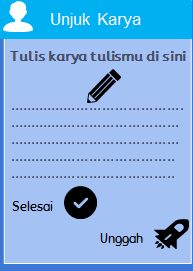 Unjuk Karya
Tulis karya tulismu di sini
Selesai
Unggah